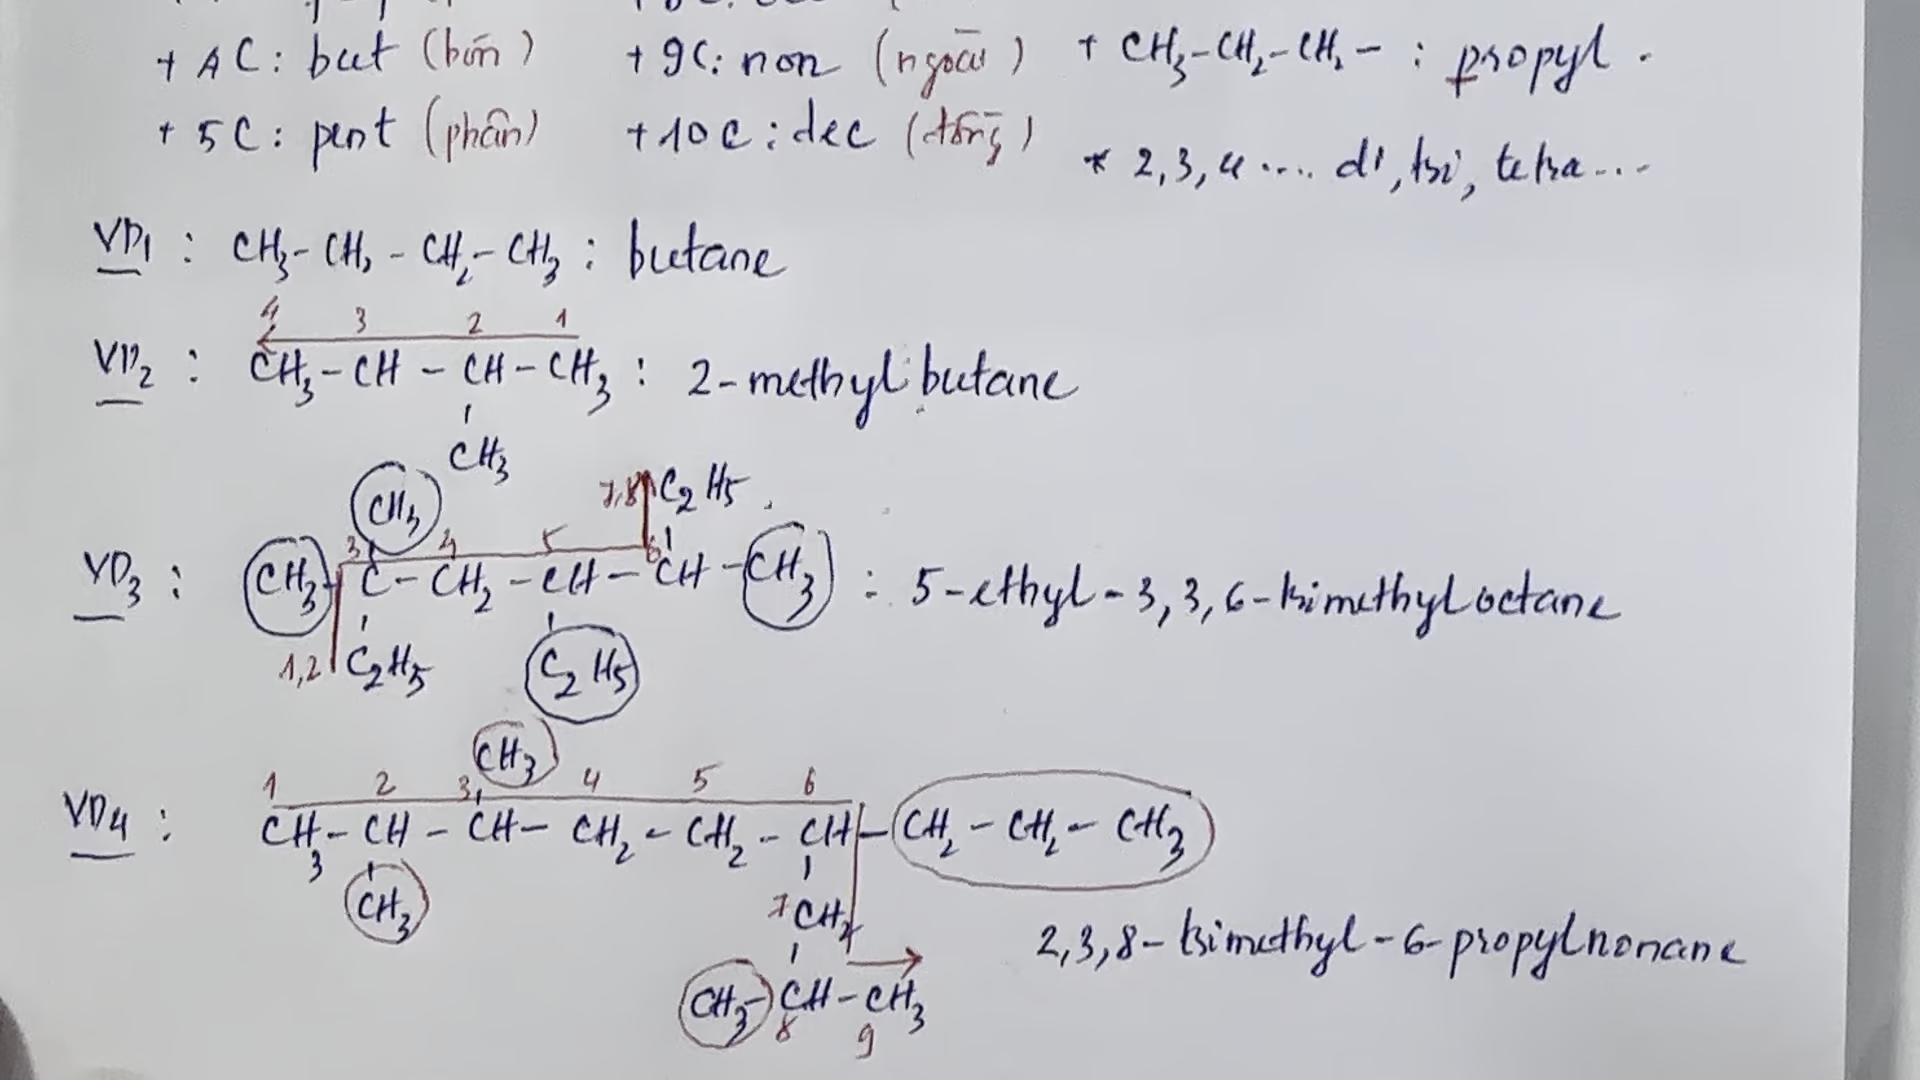 + 4C: but (bốn) +9C: non (ngoài) + CH3-CH2-CH2- : propyl.
+ 5C: pent (phần) +10C: dec (đồng) * 2,3,4.... di, tri, tetra...
VD1 : CH3-CH2-CH2-CH3 : butane
4 3 2 1
VD2 : CH3-CH-CH-CH3 : 2-methylbutane
CH3
CH3 7,8 C2H5
3 4 5 6
VD3 : CH3-C-CH2-CH-CH-CH3 : 5-ethyl-3,3,6-trimethyloctane
1,2 C2H5 C2H5
CH3
1 2 3 4 5 6
VD4 : CH3-CH-CH-CH2-CH2-CH-CH2-CH2-CH3
CH3 7 CH2
2,3,8-trimethyl-6-propylnonane
CH3-CH-CH3
8 9